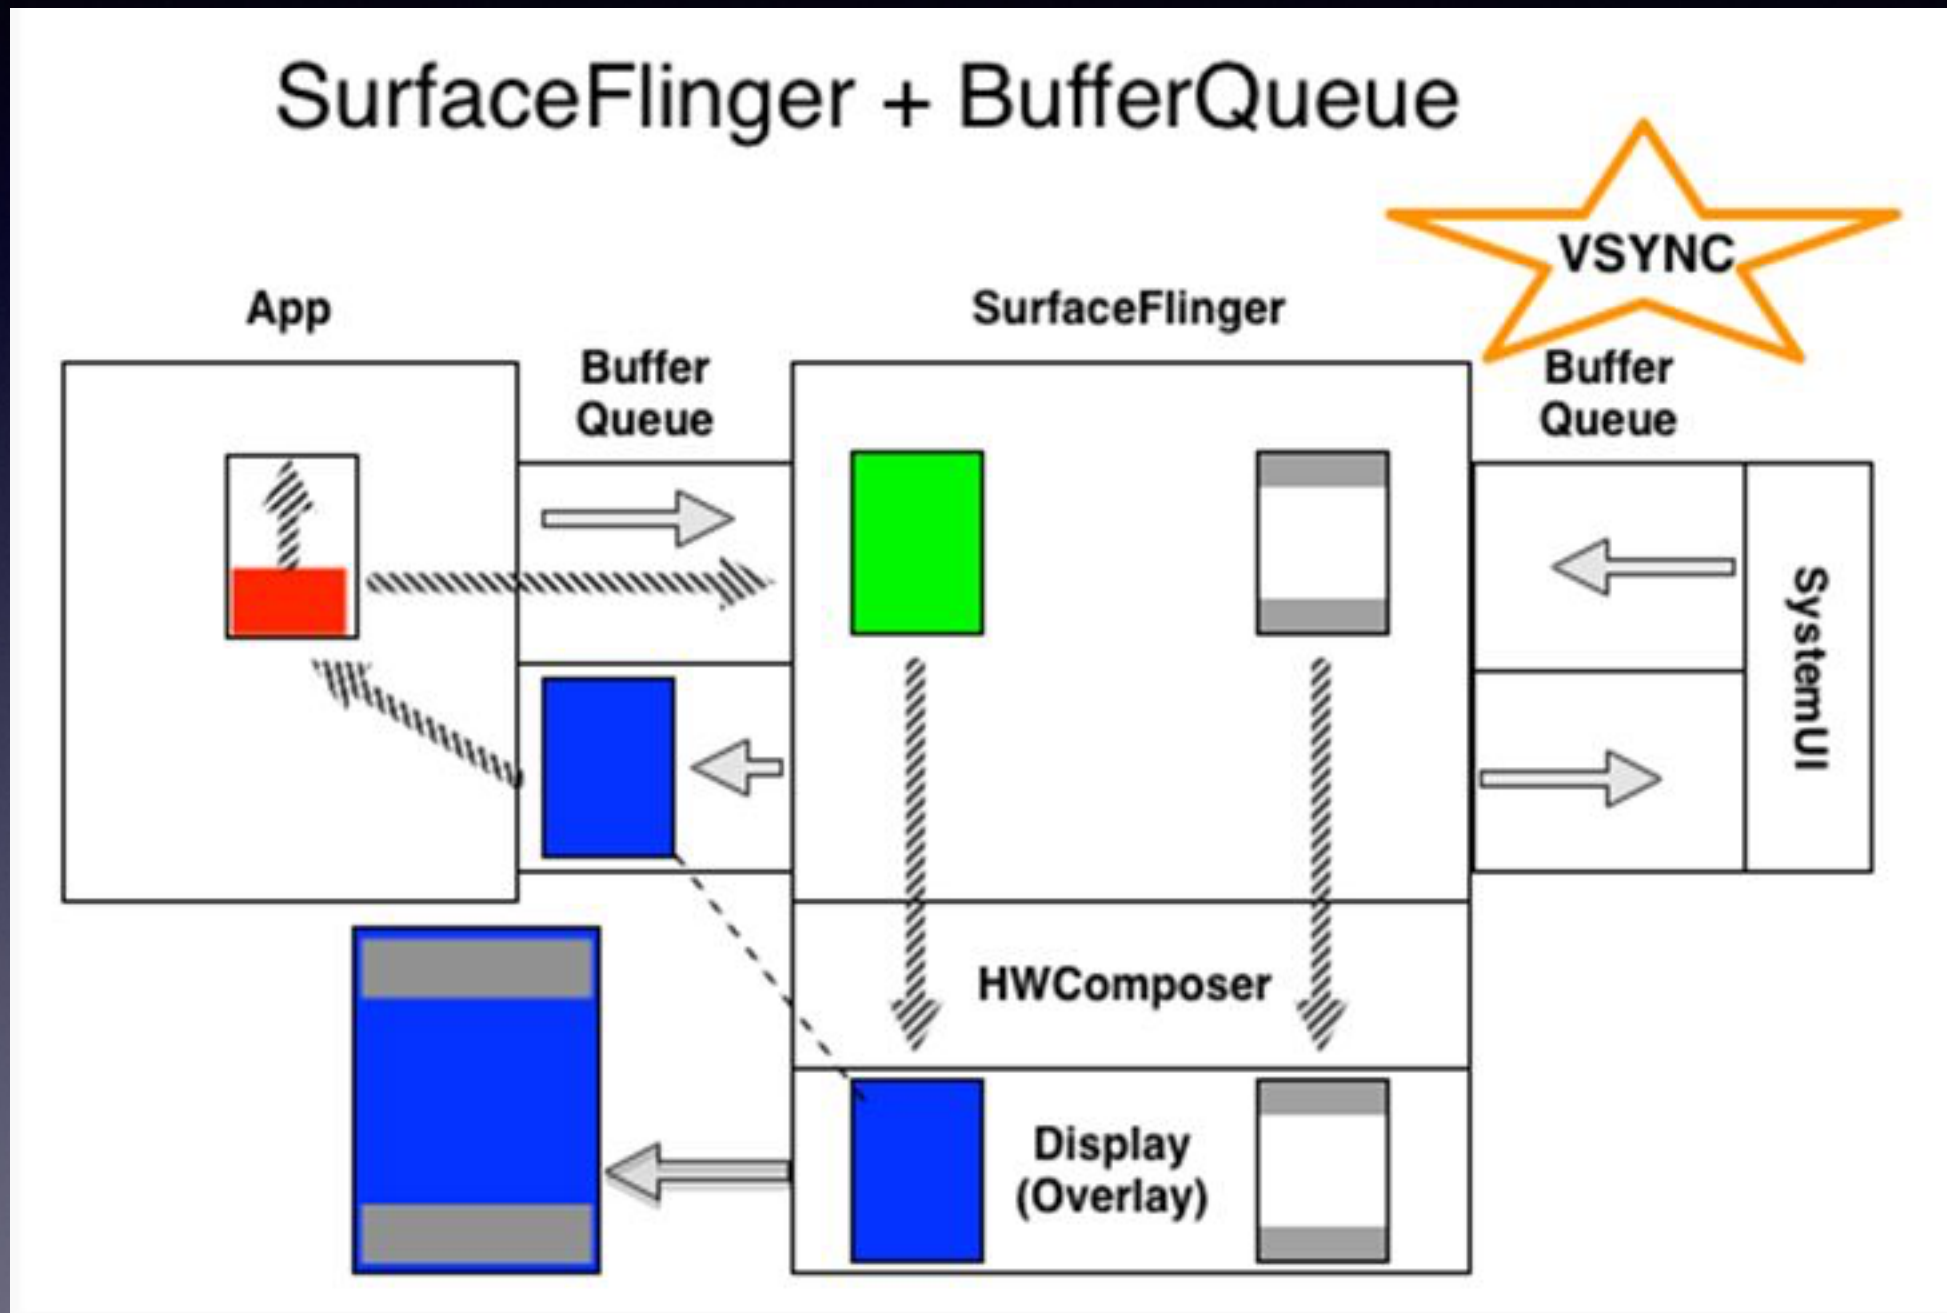 SurfaceFlinger + BufferQueue
VSYNC
App
SurfaceFlinger
Buffer
Queue
Buffer
Queue
SystemUI
HWComposer
Display
(Overlay)